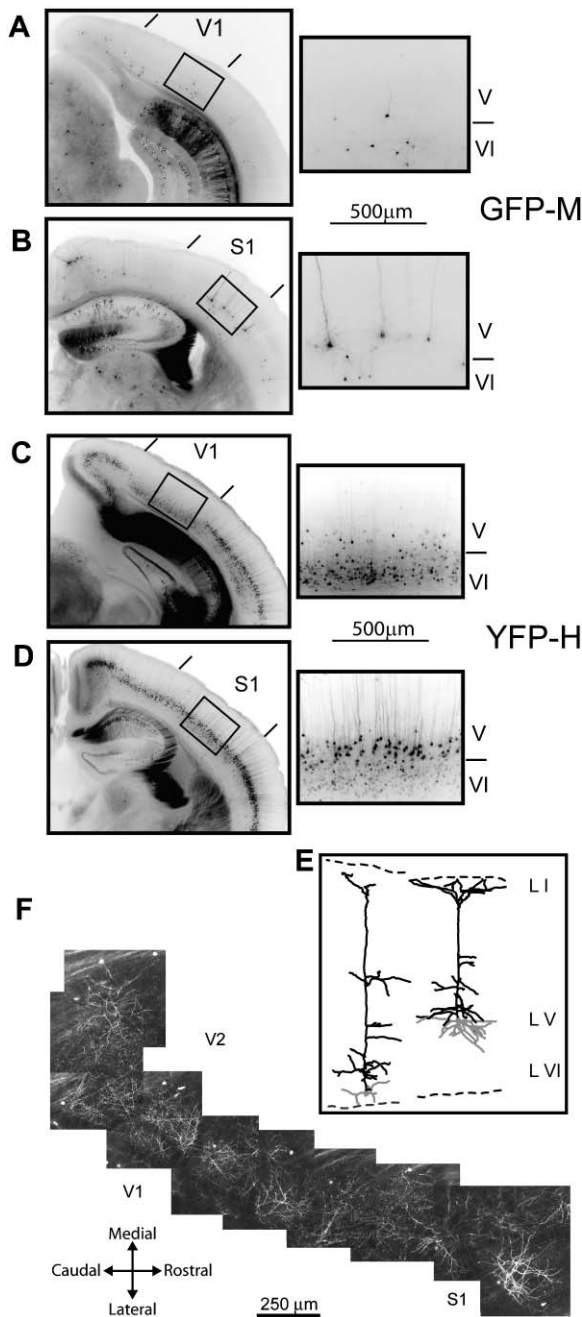 A
V1
V
VI
500µm
GFP-M
B
S1
V
VI
C
V1
V
VI
500µm
YFP-H
D
S1
V
VI
E
L I
L V
L VI
F
V2
V1
Medial
Caudal
Rostral
Lateral
250 µm
S1